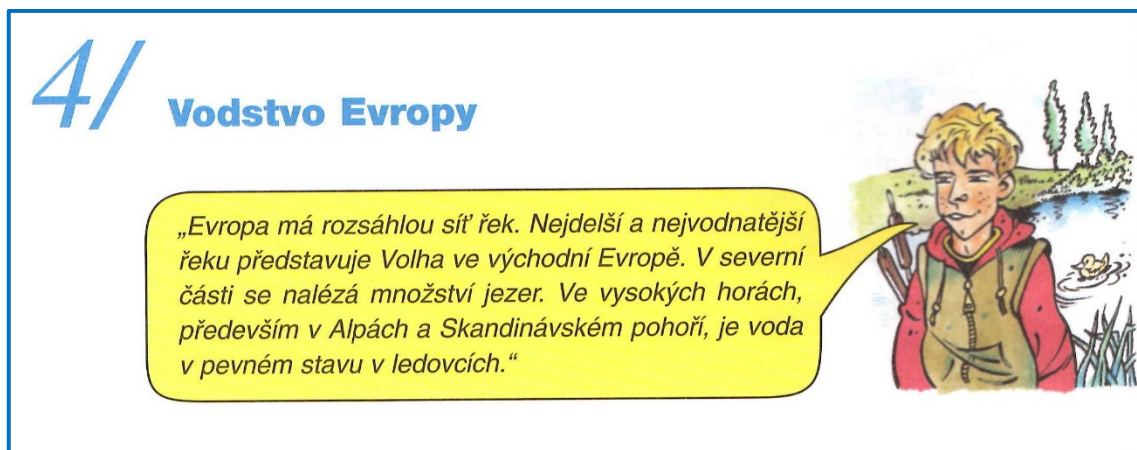 4/
Vodstvo Evropy
„Evropa má rozsáhlou síť řek. Nejdelší a nejvodnatější
řeku představuje Volha ve východní Evropě. V severní
části se nalézá množství jezer. Ve vysokých horách,
především v Alpách a Skandinávském pohoří, je voda
v pevném stavu v ledovcích.“